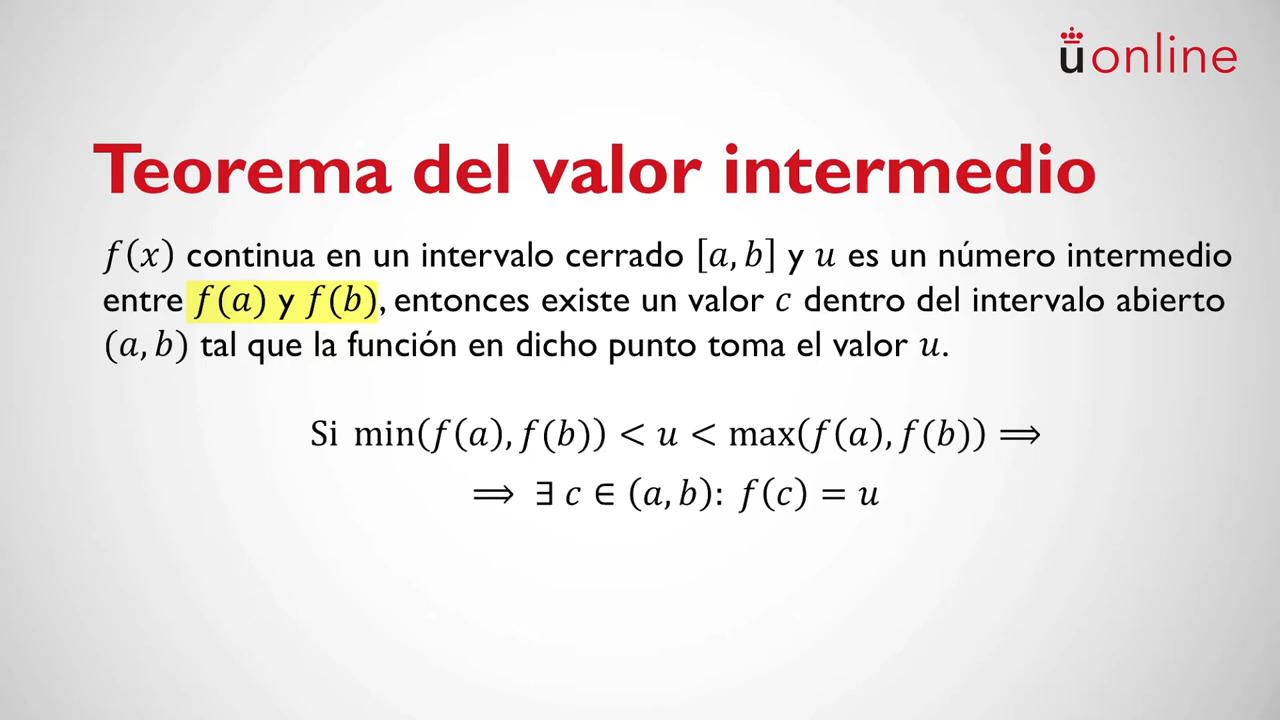 uonline
Teorema del valor intermedio
f(x) continua en un intervalo cerrado [a, b] y u es un número intermedio
entre f(a) y f(b), entonces existe un valor c dentro del intervalo abierto
(a, b) tal que la función en dicho punto toma el valor u.
Si min(f(a), f(b)) < u < max(f(a), f(b)) ⟹
⟹ ∃ c ∈ (a, b): f(c) = u